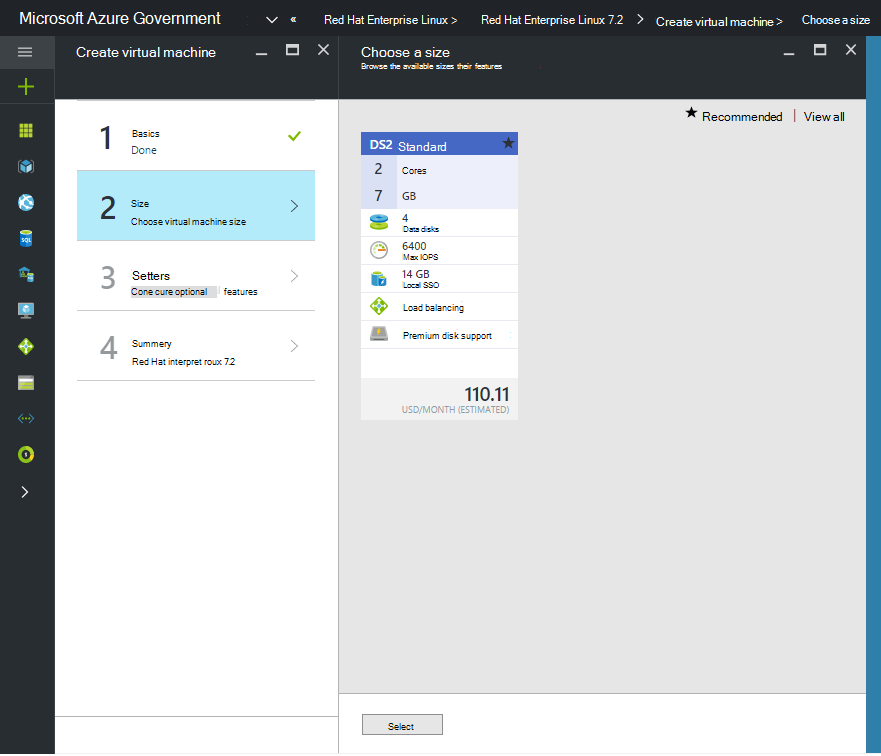 Microsoft Azure Government « Red Hat Enterprise Linux > Red Hat Enterprise Linux 7.2 > Create virtual machine > Choose a size
Create virtual machine
Choose a size
Browse the available sizes their features
1 Basics
Done
2 Size
Choose virtual machine size
3 Setters
Cone cure optional features
4 Summery
Red Hat interpret roux 7.2
★ Recommended | View all
DS2 Standard ★
2 Cores
7 GB
4
Data disks
6400
Max IOPS
14 GB
Local SSO
Load balancing
Premium disk support
110.11
USD/MONTH (ESTIMATED)
Select
SQL